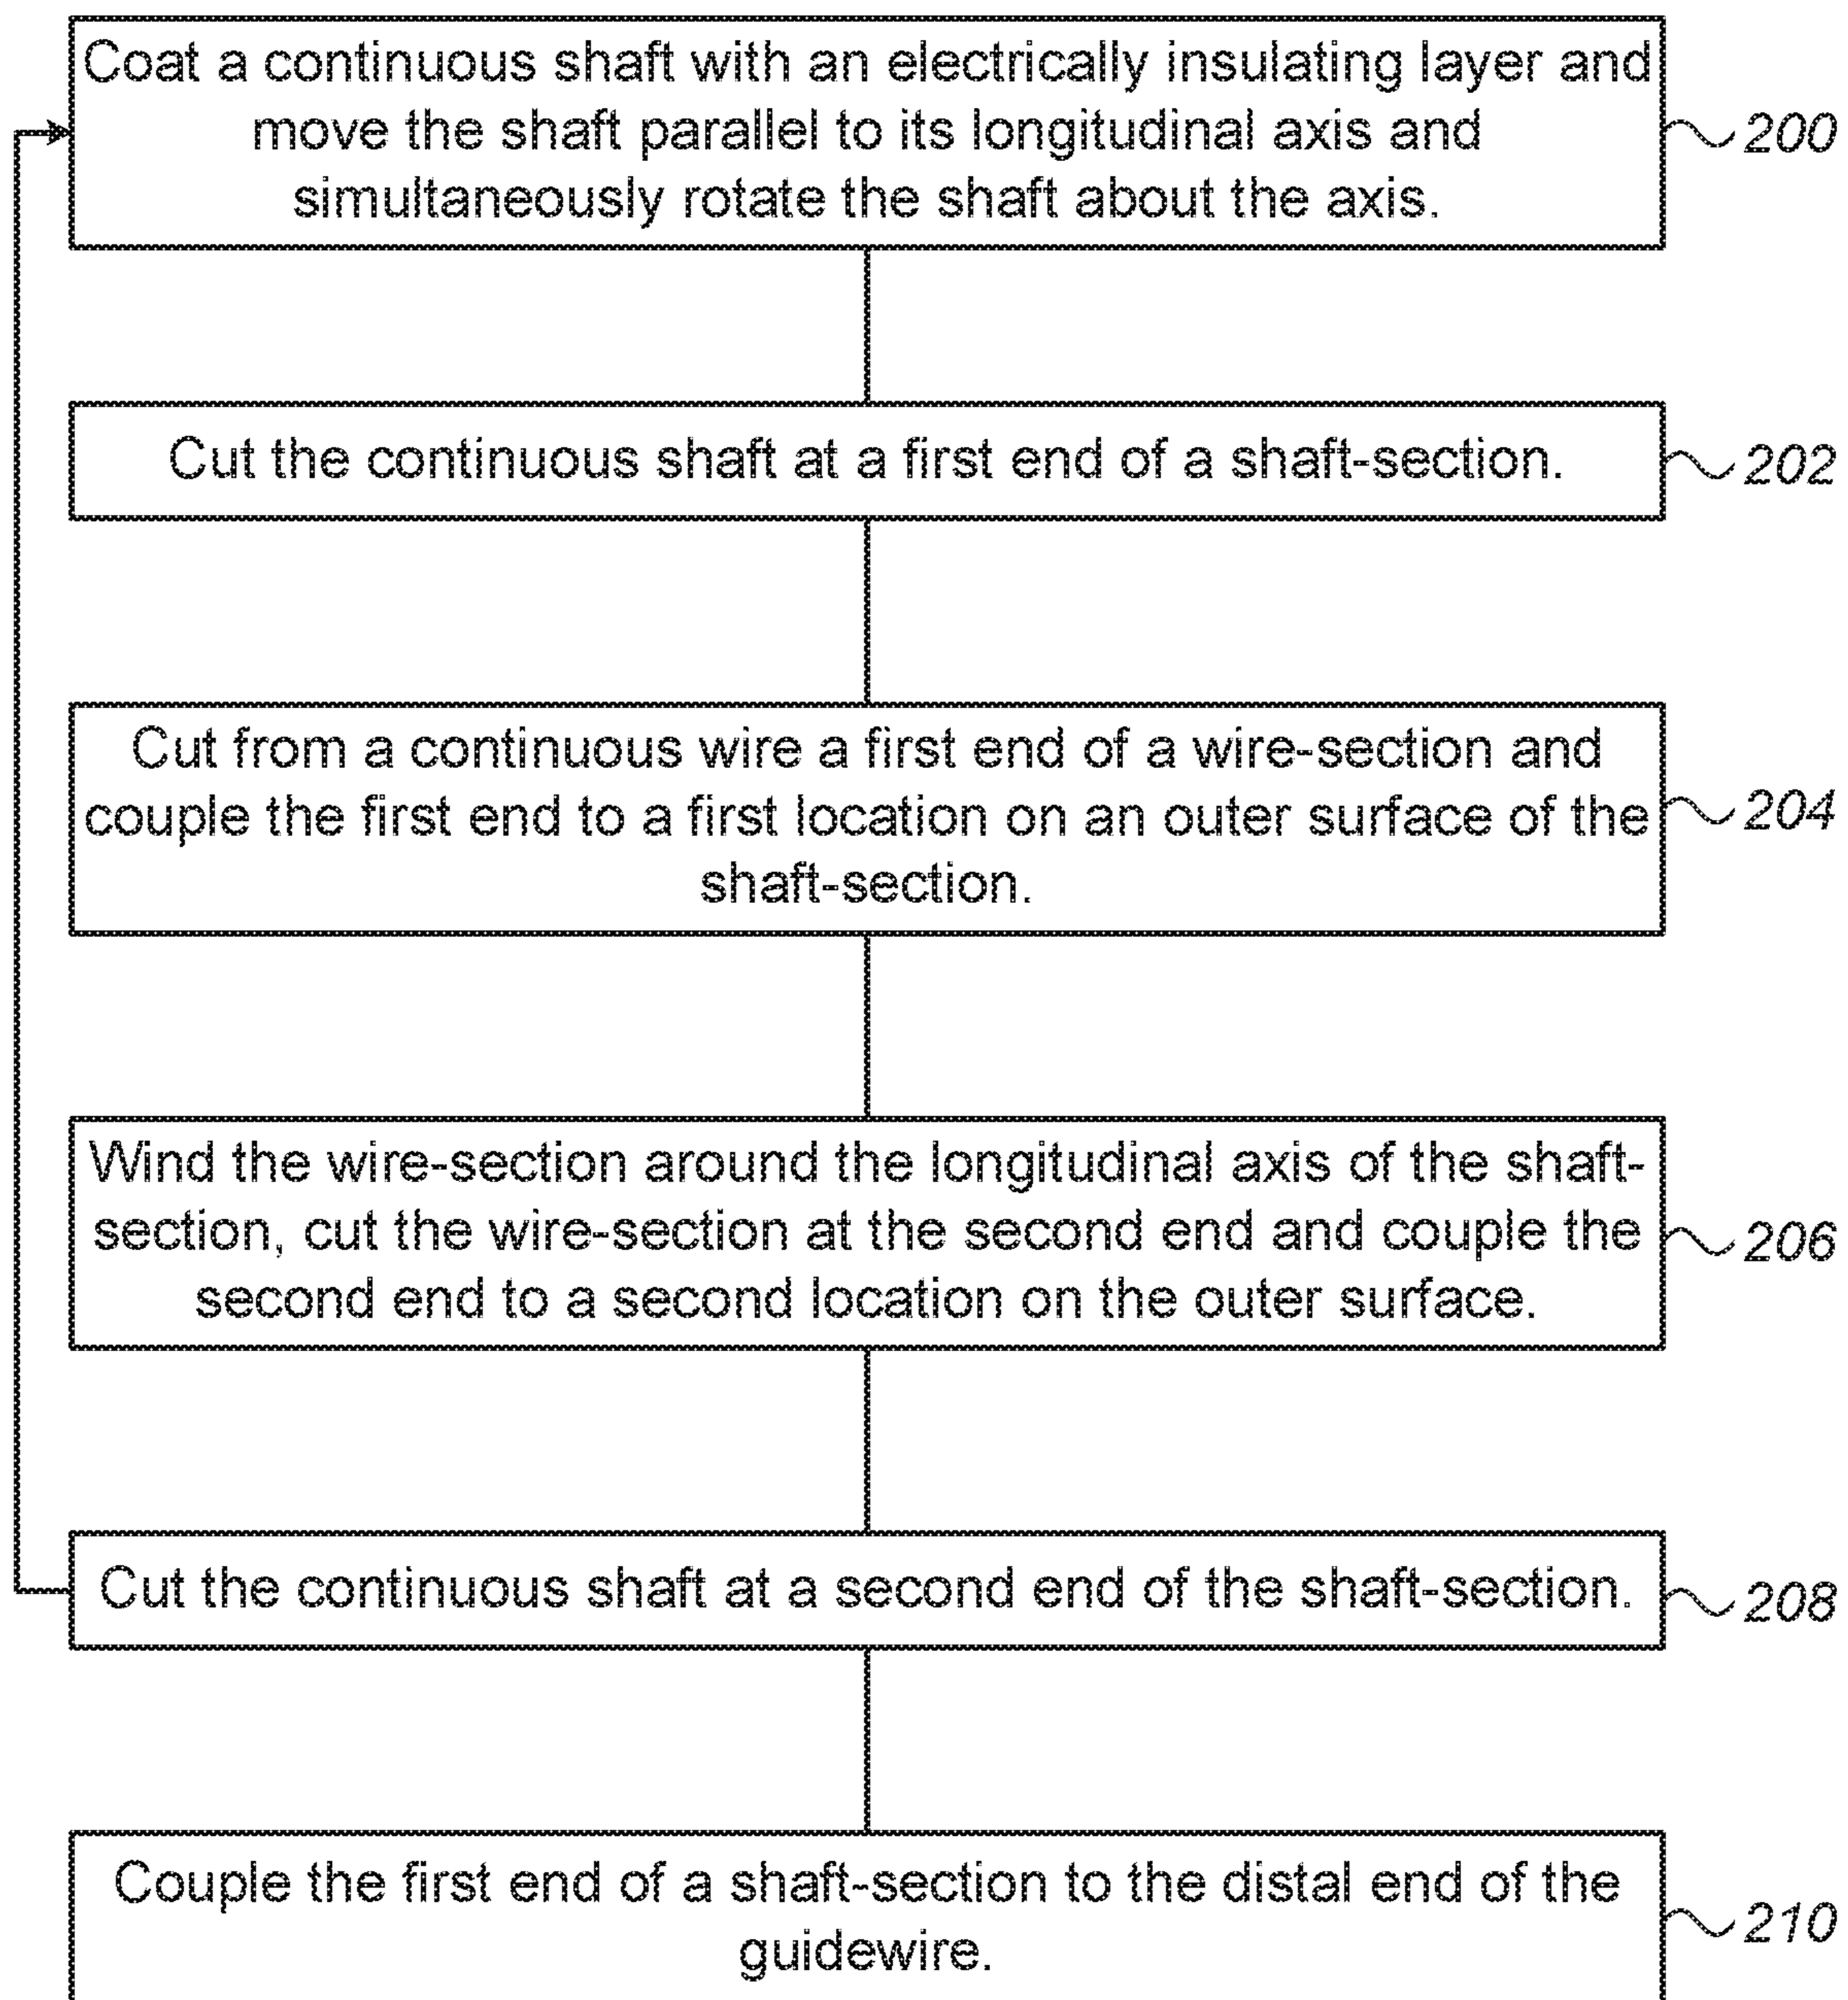 Coat a continuous shaft with an electrically insulating layer and
move the shaft parallel to its longitudinal axis and
simultaneously rotate the shaft about the axis.
200
Cut the continuous shaft at a first end of a shaft-section.
202
Cut from a continuous wire a first end of a wire-section and
couple the first end to a first location on an outer surface of the
shaft-section.
204
Wind the wire-section around the longitudinal axis of the shaft-
section, cut the wire-section at the second end and couple the
second end to a second location on the outer surface.
206
Cut the continuous shaft at a second end of the shaft-section.
208
Couple the first end of a shaft-section to the distal end of the
guidewire.
210